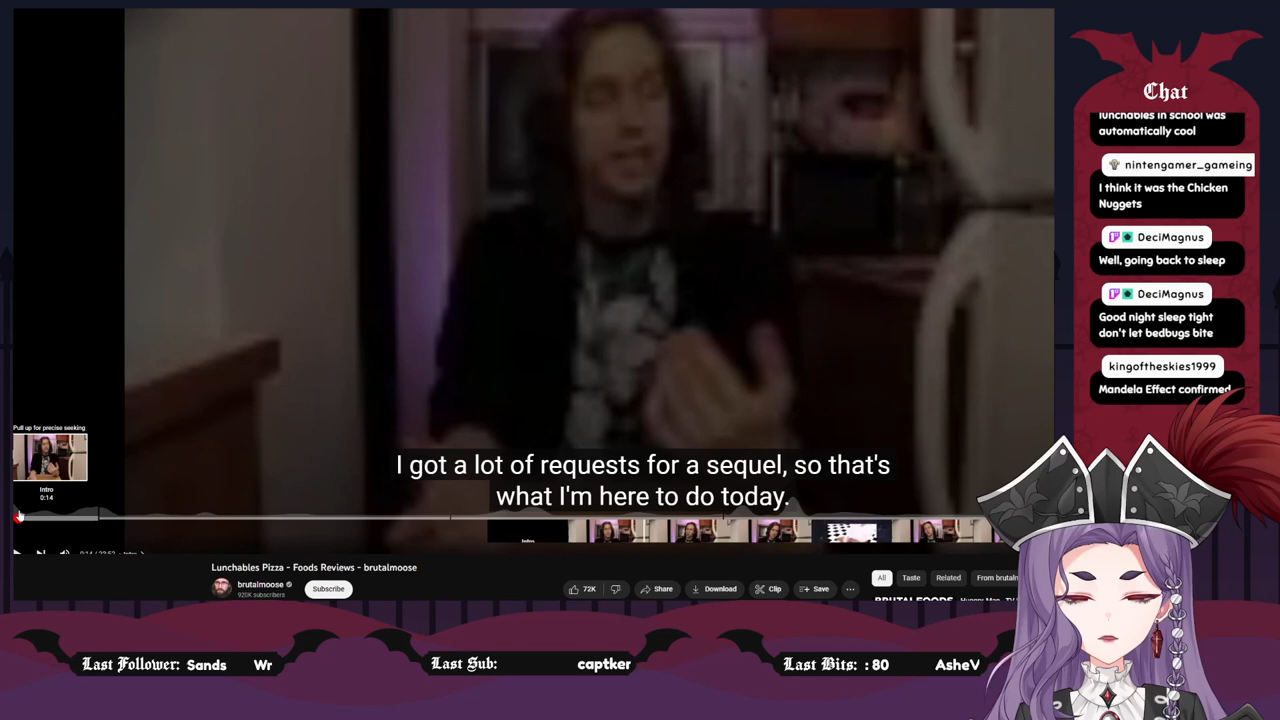 Chat
lunchables in school was
automatically cool
nintengamer_gameing
I think it was the Chicken
Nuggets
DeciMagnus
Well, going back to sleep
DeciMagnus
Good night sleep tight
don't let bedbugs bite
kingoftheskies1999
Mandela Effect confirmed
Pull up for precise seeking
Intro
0:14
I got a lot of requests for a sequel, so that's
what I'm here to do today.
Intro
Lunchables Pizza - Foods Reviews - brutalmoose
brutalmoose
920K subscribers
Subscribe
72K
Share
Download
Clip
Save
All
Taste
Related
From brutalm
Last Follower: Sands Wr
Last Sub: captker
Last Bits: : 80 AsheV